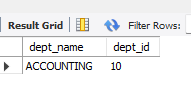 Result Grid Filter Rows:
dept_name dept_id
ACCOUNTING 10